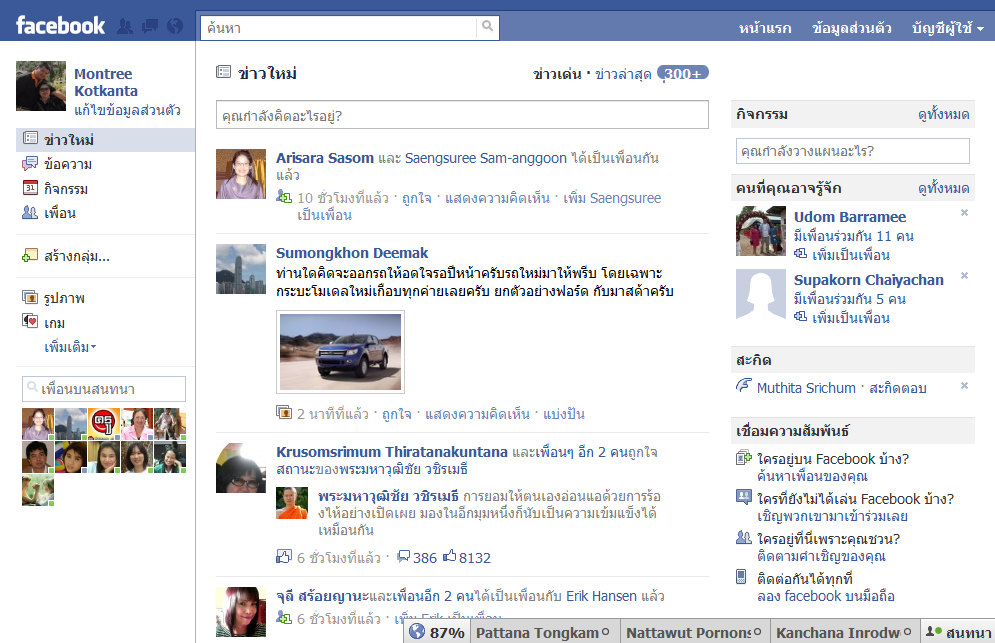 facebook
ค้นหา
หน้าแรก ข้อมูลส่วนตัว บัญชีผู้ใช้
Montree
Kotkanta
แก้ไขข้อมูลส่วนตัว
ข่าวใหม่
ข้อความ
31 กิจกรรม
เพื่อน
สร้างกลุ่ม...
รูปภาพ
เกม
เพิ่มเติม
เพื่อนบนสนทนา
ข่าวใหม่
ข่าวเด่น · ข่าวล่าสุด 300+
คุณกำลังคิดอะไรอยู่?
Arisara Sasom และ Saengsuree Sam-anggoon ได้เป็นเพื่อนกัน
แล้ว
10 ชั่วโมงที่แล้ว · ถูกใจ · แสดงความคิดเห็น · เพิ่ม Saengsuree
เป็นเพื่อน
Sumongkhon Deemak
ท่านใดคิดจะออกรถให้อดใจรอปีหน้าครับรถใหม่มาให้พรึบ โดยเฉพาะ
กระบะโมเดลใหม่เกือบทุกค่ายเลยครับ ยกตัวอย่างฟอร์ด กับมาสด้าครับ
2 นาทีที่แล้ว · ถูกใจ · แสดงความคิดเห็น · แบ่งปัน
Krusomsrimum Thiratanakuntana และเพื่อนๆ อีก 2 คนถูกใจ
สถานะของพระมหาวุฒิชัย วชิรเมธี
พระมหาวุฒิชัย วชิรเมธี การยอมให้ตนเองอ่อนแอด้วยการร้อ
งไห้อย่างเปิดเผย มองในอีกมุมหนึ่งก็นับเป็นความเข้มแข็งได้
เหมือนกัน
6 ชั่วโมงที่แล้ว · 386 8132
จุลี สร้อยญานะและเพื่อนอีก 2 คนได้เป็นเพื่อนกับ Erik Hansen แล้ว
6 ชั่วโมงที่แล้ว · เพิ่ม Erik เป็นเพื่อน
กิจกรรม ดูทั้งหมด
คุณกำลังวางแผนอะไร?
คนที่คุณอาจรู้จัก ดูทั้งหมด
Udom Barramee
มีเพื่อนร่วมกัน 11 คน
เพิ่มเป็นเพื่อน
Supakorn Chaiyachan
มีเพื่อนร่วมกัน 5 คน
เพิ่มเป็นเพื่อน
สะกิด
Muthita Srichum · สะกิดตอบ
เชื่อมความสัมพันธ์
ใครอยู่บน Facebook บ้าง?
ค้นหาเพื่อนของคุณ
ใครที่ยังไม่ได้เล่น Facebook บ้าง?
เชิญพวกเขามาเข้าร่วมเลย
ใครอยู่ที่นี่เพราะคุณชวน?
ติดตามคำเชิญของคุณ
ติดต่อกันได้ทุกที่
ลอง facebook บนมือถือ
87% Pattana Tongkam Nattawut Pornons Kanchana Inrodw สนทนา